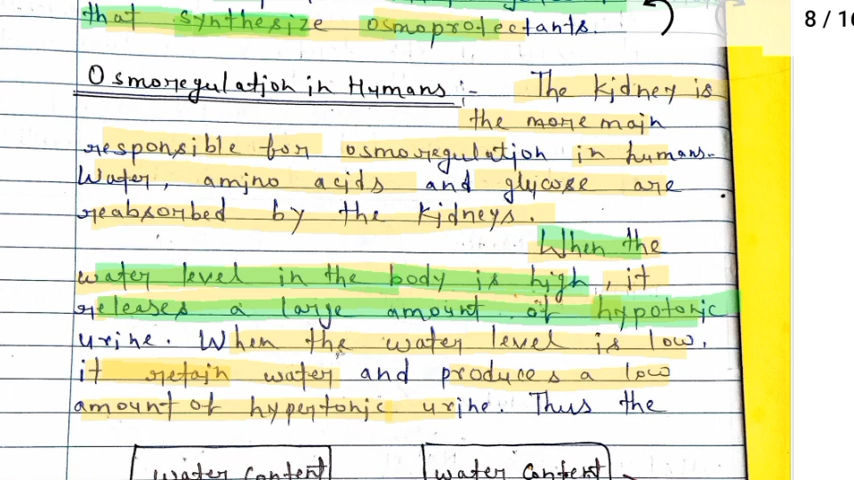 that synthesize osmoprotectants.
8 / 16
Osmoregulation in Humans :- The kidney is
the more main
responsible for osmoregulation in humans.
Water, amino acids and glycose are
reabsorbed by the kidneys.
When the
water level in the body is high, it
releases a large amount of hypotonic
urine. When the water level is low,
it retain water and produces a low
amount of hypertonic urine. Thus the
water content
water content